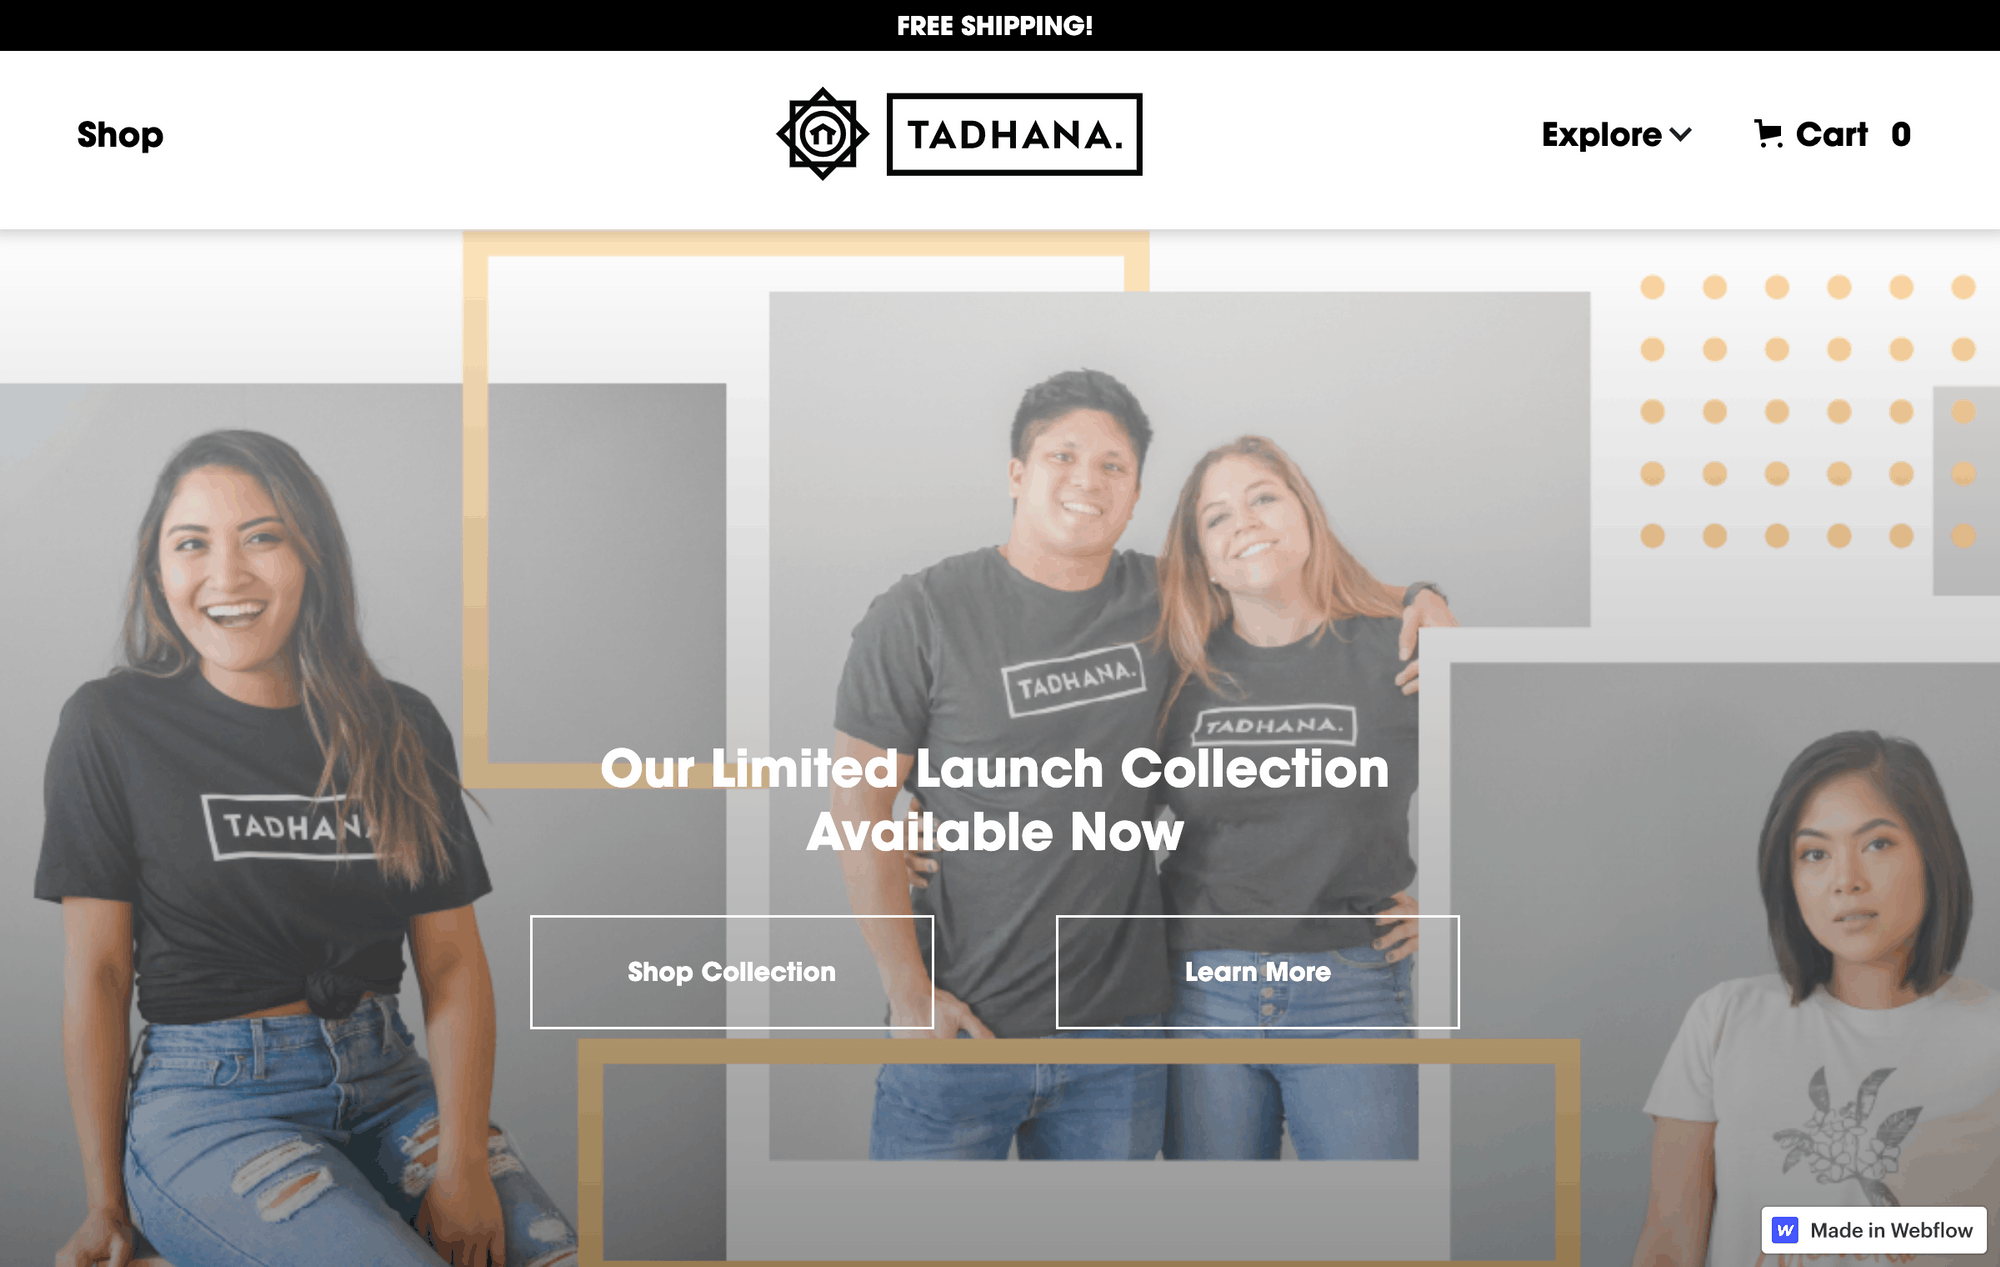 FREE SHIPPING!
Shop
TADHANA.
Explore
Cart 0
TADHANA.
TADHANA.
TADHANA
Our Limited Launch Collection
Available Now
Shop Collection
Learn More
Made in Webflow